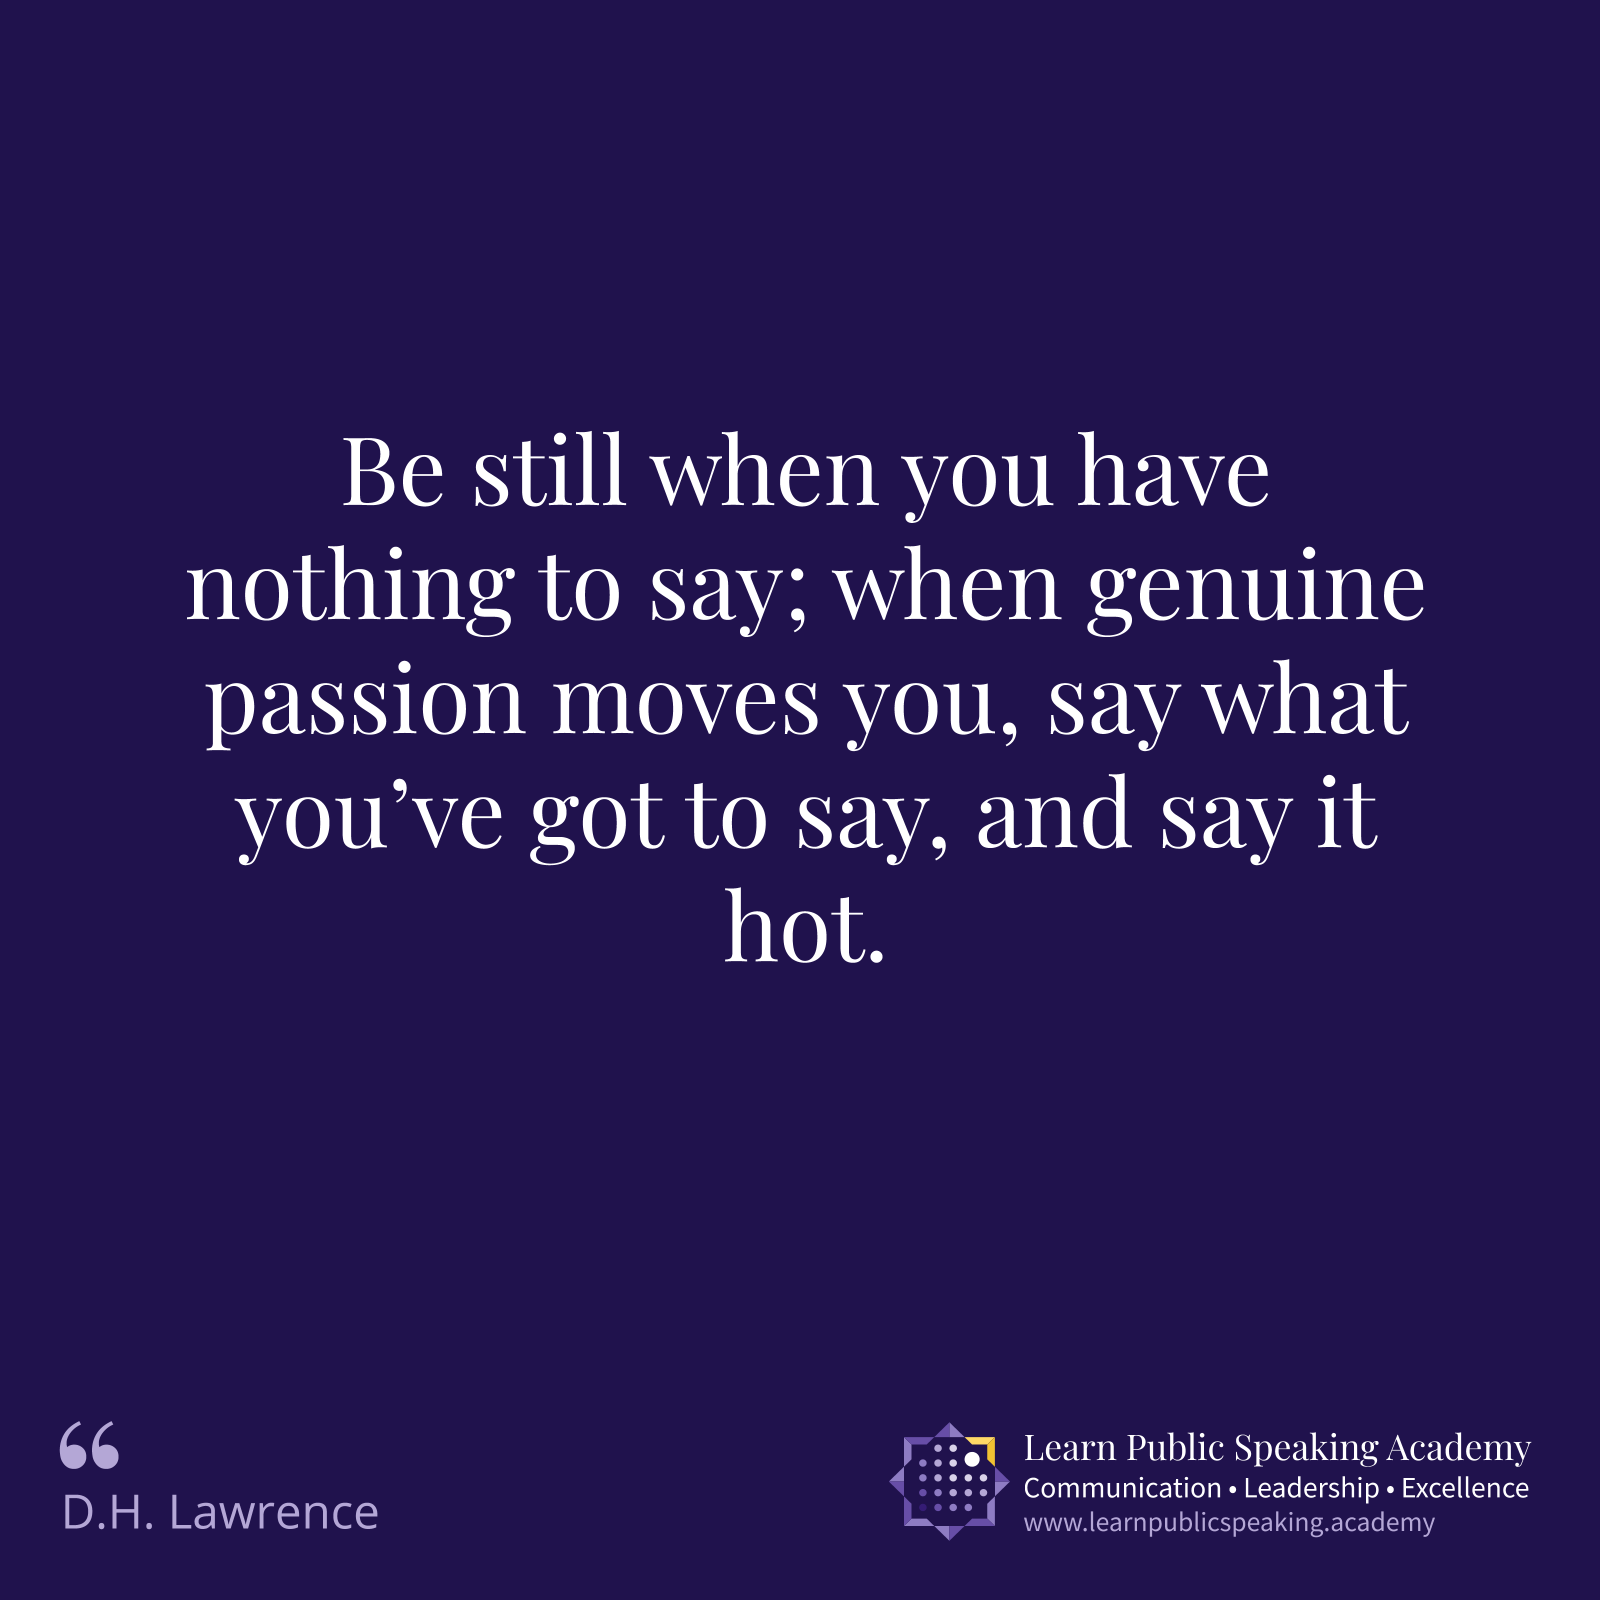 Be still when you have
nothing to say; when genuine
passion moves you, say what
you’ve got to say, and say it
hot.
“
D.H. Lawrence
Learn Public Speaking Academy
Communication • Leadership • Excellence
www.learnpublicspeaking.academy